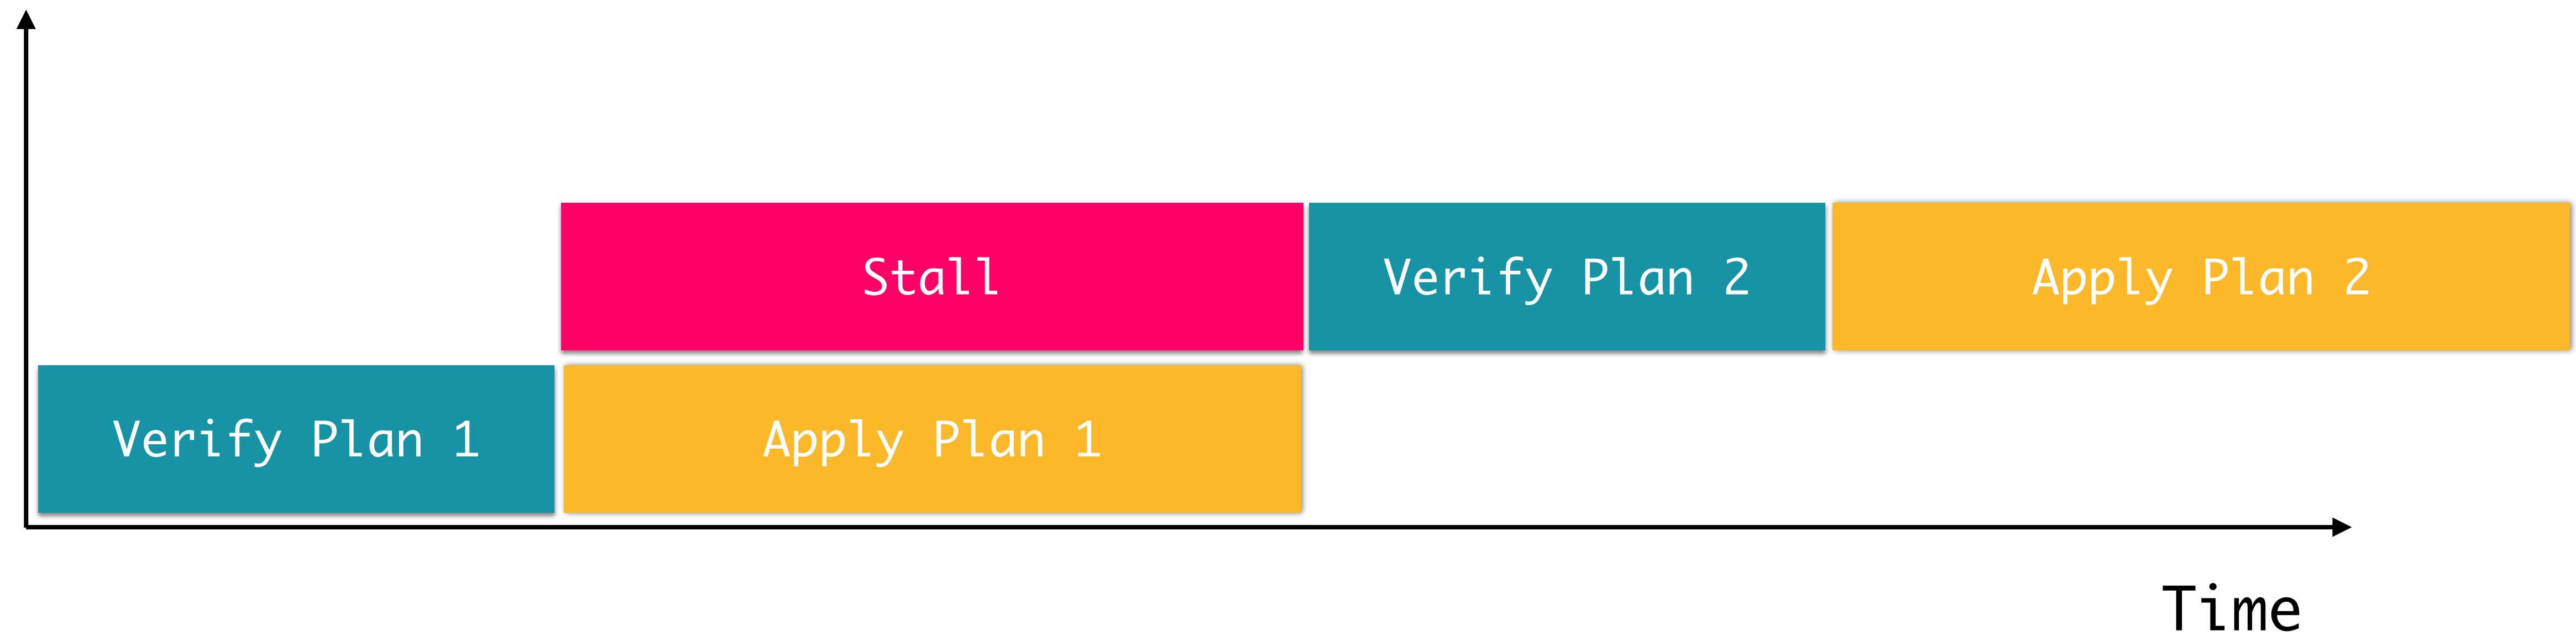 Stall
Verify Plan 2
Apply Plan 2
Verify Plan 1
Apply Plan 1
Time